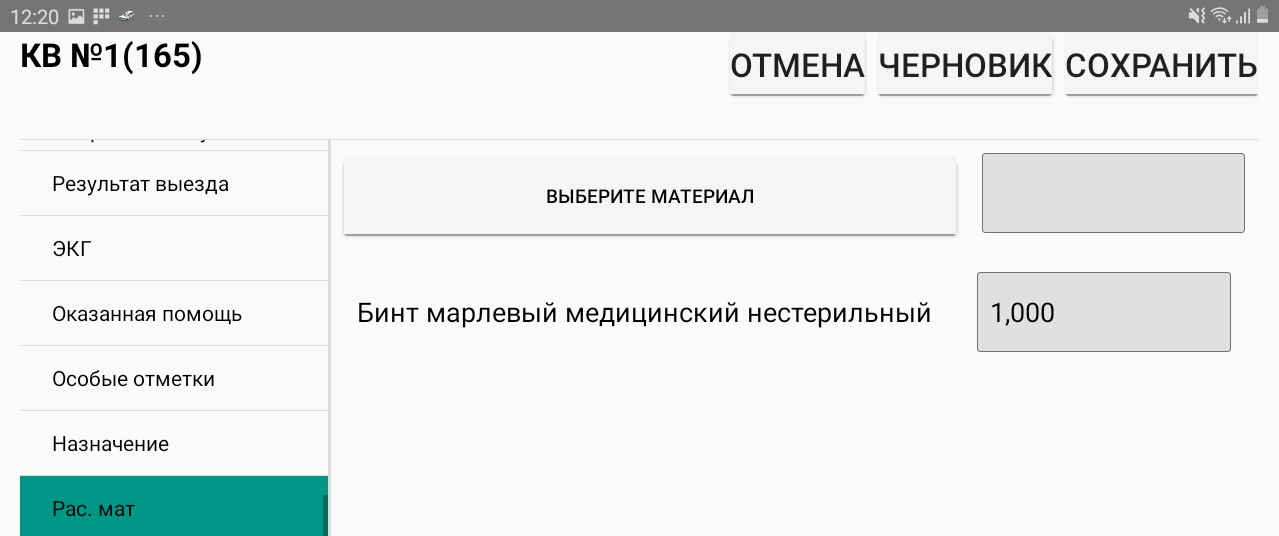 12:20
КВ №1(165)
ОТМЕНА ЧЕРНОВИК СОХРАНИТЬ
Результат выезда
ЭКГ
Оказанная помощь
Особые отметки
Назначение
Рас. мат
ВЫБЕРИТЕ МАТЕРИАЛ
Бинт марлевый медицинский нестерильный 1,000